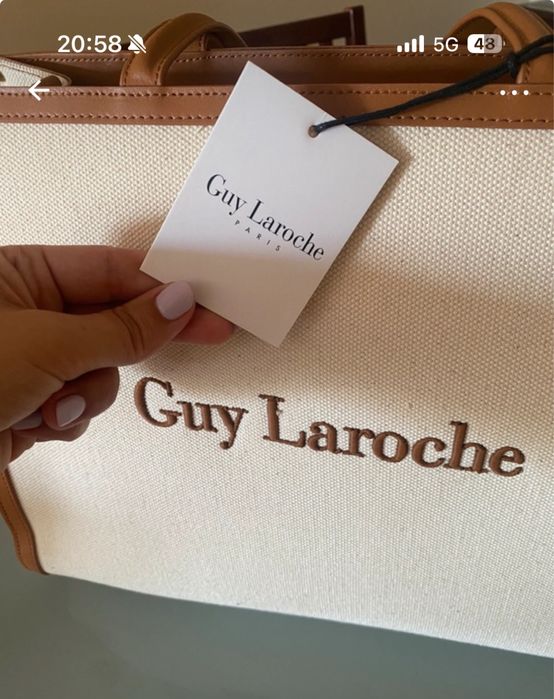 20:58
5G 43
Guy Laroche
PARIS
Guy Laroche